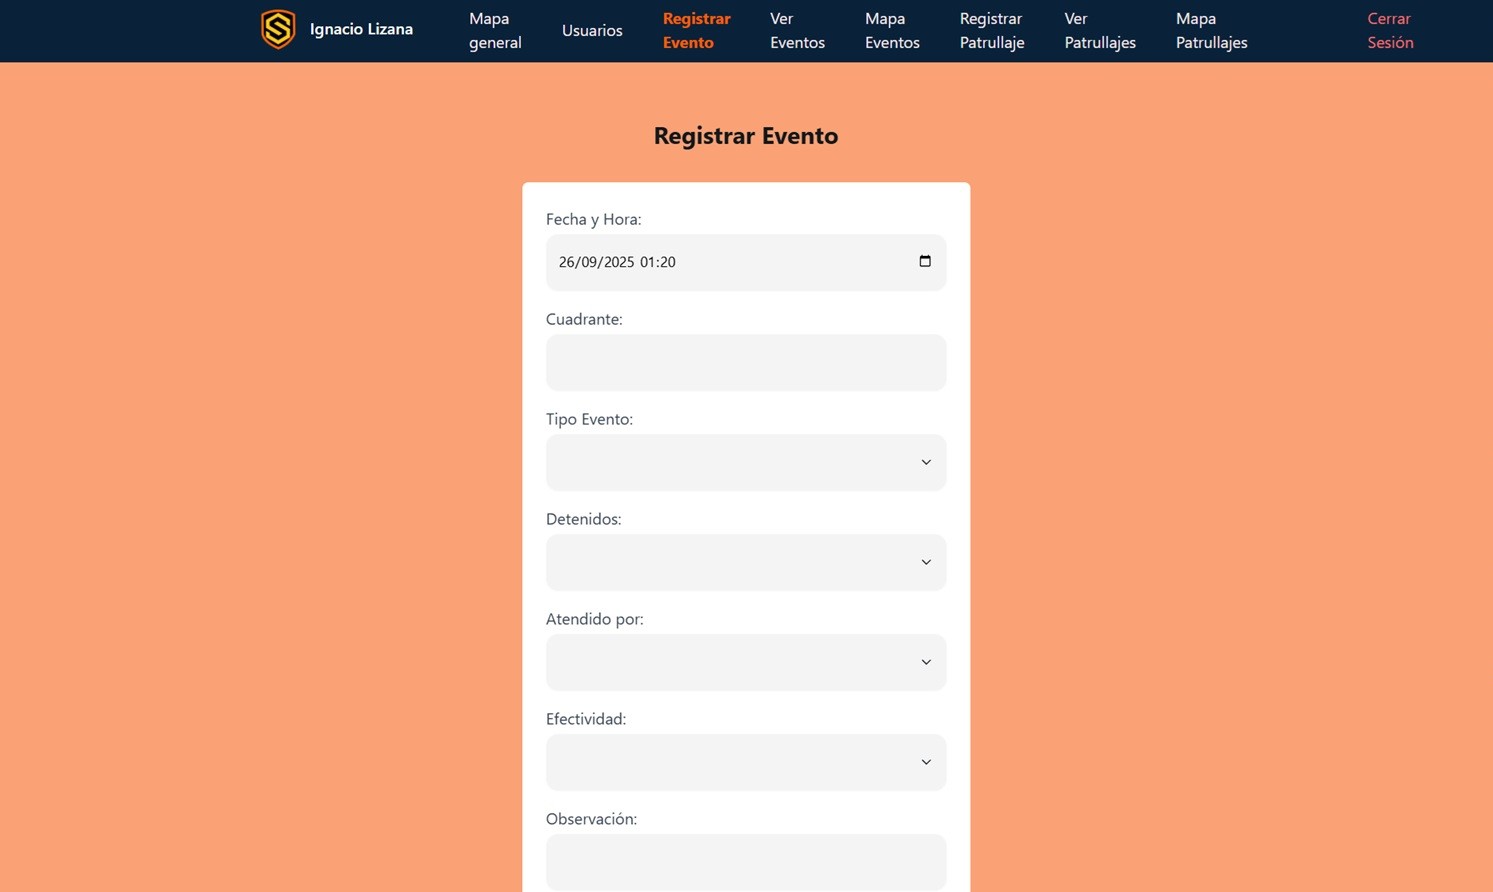 Ignacio Lizana
Mapa
general
Usuarios
Registrar
Evento
Ver
Eventos
Mapa
Eventos
Registrar
Patrullaje
Ver
Patrullajes
Mapa
Patrullajes
Cerrar
Sesión
Registrar Evento
Fecha y Hora:
26/09/2025 01:20
Cuadrante:
Tipo Evento:
Detenidos:
Atendido por:
Efectividad:
Observación: